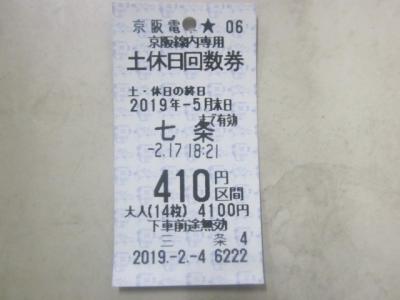 京阪電車★ 06
京阪線内専用
土休日回数券
土・休日の終日
2019年-5月末日
まで有効
七 条
-2.17 18:21
410円区間
大人(14枚) 4100円
下車前途無効
三 条 4
2019.-2.-4 6222